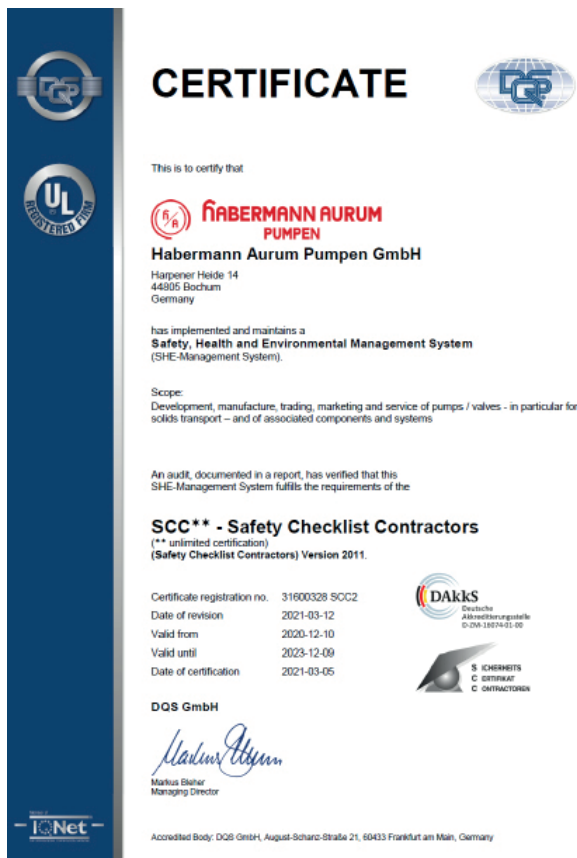 CERTIFICATE
DQS
DQS
UL
REGISTERED FIRM
This is to certify that
HABERMANN AURUM
PUMPEN
Habermann Aurum Pumpen GmbH
Harpener Heide 14
44805 Bochum
Germany
has implemented and maintains a
Safety, Health and Environmental Management System
(SHE-Management System).
Scope:
Development, manufacture, trading, marketing and service of pumps / valves - in particular for
solids transport – and of associated components and systems
An audit, documented in a report, has verified that this
SHE-Management System fulfills the requirements of the
SCC** - Safety Checklist Contractors
(** unlimited certification)
(Safety Checklist Contractors) Version 2011.
Certificate registration no. 31600328 SCC2
Date of revision 2021-03-12
Valid from 2020-12-10
Valid until 2023-12-09
Date of certification 2021-03-05
DAkkS
Deutsche
Akkreditierungsstelle
D-ZM-16074-01-00
SICHERHEITS
CERTIFIKAT
CONTRACTOREN
DQS GmbH
Markus Bleher
Managing Director
IQNet
Accredited Body: DQS GmbH, August-Schanz-Straße 21, 60433 Frankfurt am Main, Germany